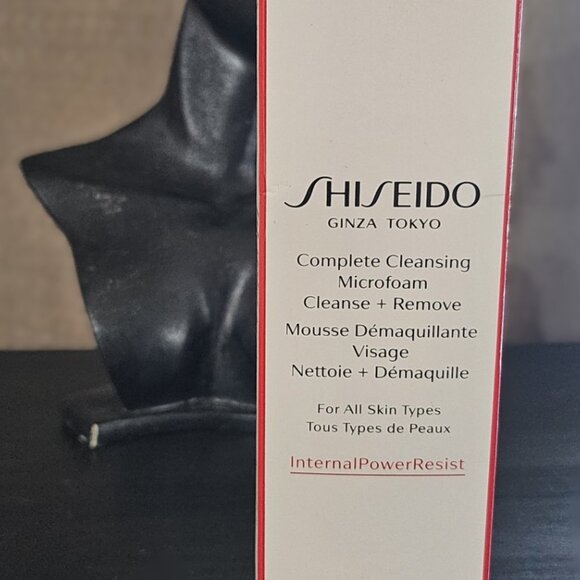 SHISEIDO
GINZA TOKYO
Complete Cleansing
Microfoam
Cleanse + Remove
Mousse Démaquillante
Visage
Nettoie + Démaquille
For All Skin Types
Tous Types de Peaux
InternalPowerResist